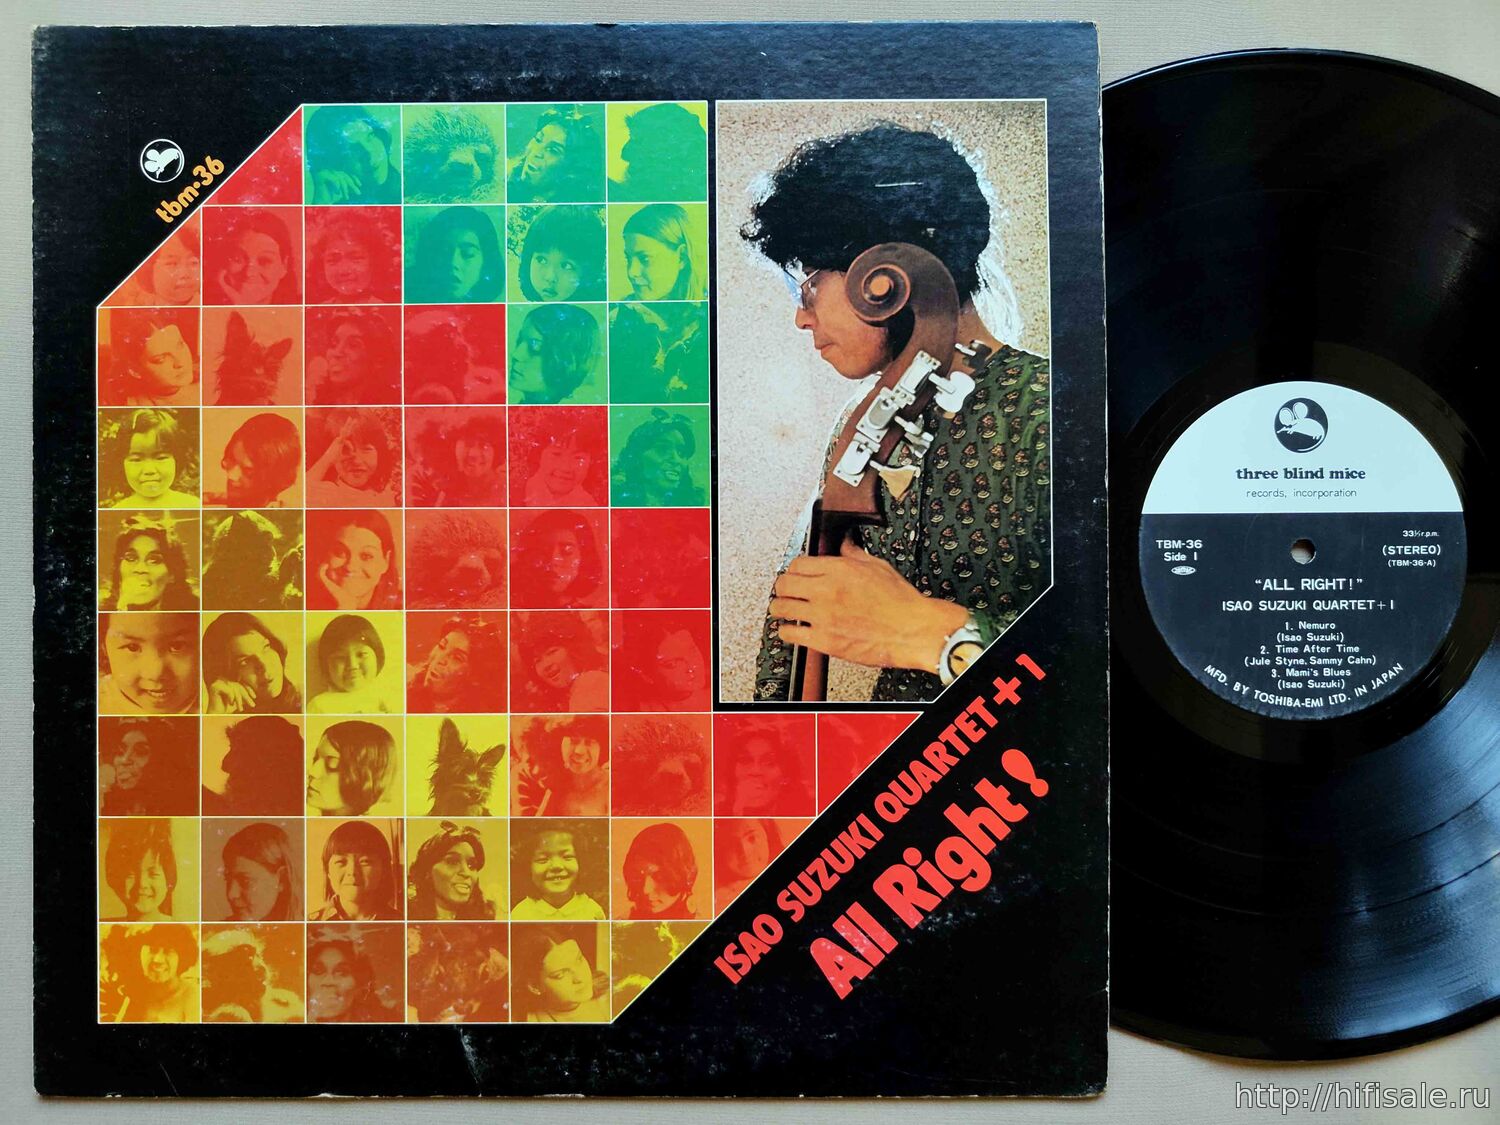 tbm·36
ISAO SUZUKI QUARTET+1
All Right!
three blind mice
records, incorporation
TBM-36
Side 1
33⅓ r.p.m.
(STEREO)
(TBM-36-A)
"ALL RIGHT!"
ISAO SUZUKI QUARTET+1
1. Nemuro
(Isao Suzuki)
2. Time After Time
(Jule Styne, Sammy Cahn)
3. Mami's Blues
(Isao Suzuki)
MFD. BY TOSHIBA-EMI LTD. IN JAPAN
http://hifisale.ru